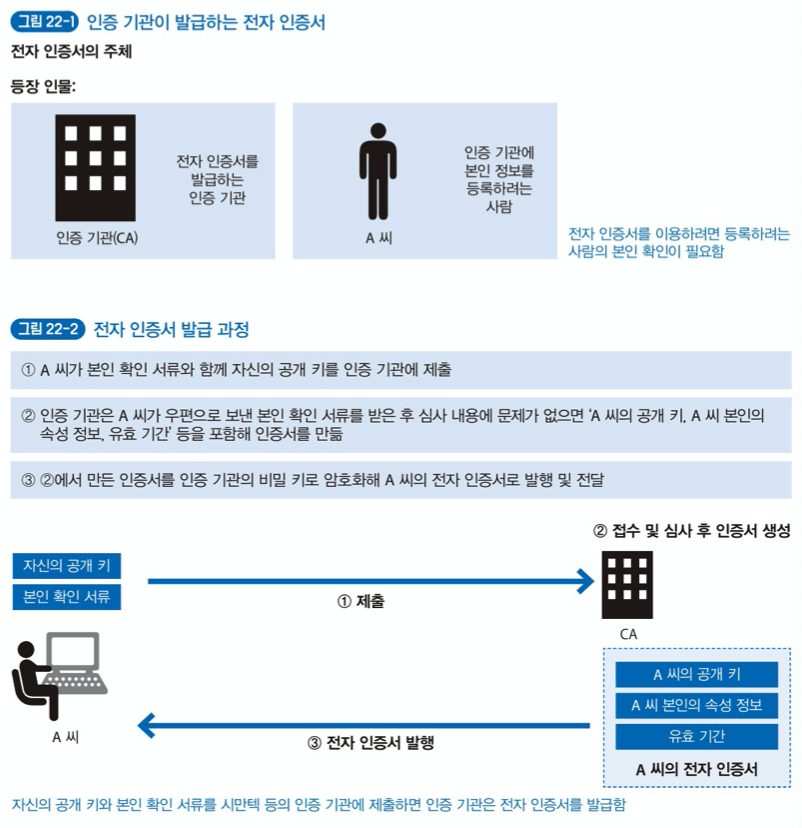 그림 22-1 인증 기관이 발급하는 전자 인증서
전자 인증서의 주체
등장 인물:
전자 인증서를
발급하는
인증 기관
인증 기관(CA)
인증 기관에
본인 정보를
등록하려는
사람
A 씨
전자 인증서를 이용하려면 등록하려는
사람의 본인 확인이 필요함
그림 22-2 전자 인증서 발급 과정
① A 씨가 본인 확인 서류와 함께 자신의 공개 키를 인증 기관에 제출
② 인증 기관은 A 씨가 우편으로 보낸 본인 확인 서류를 받은 후 심사 내용에 문제가 없으면 ‘A 씨의 공개 키, A 씨 본인의
속성 정보, 유효 기간’ 등을 포함해 인증서를 만듦
③ ②에서 만든 인증서를 인증 기관의 비밀 키로 암호화해 A 씨의 전자 인증서로 발행 및 전달
② 접수 및 심사 후 인증서 생성
자신의 공개 키
본인 확인 서류
① 제출
CA
A 씨의 공개 키
A 씨 본인의 속성 정보
유효 기간
A 씨의 전자 인증서
A 씨
③ 전자 인증서 발행
자신의 공개 키와 본인 확인 서류를 시만텍 등의 인증 기관에 제출하면 인증 기관은 전자 인증서를 발급함